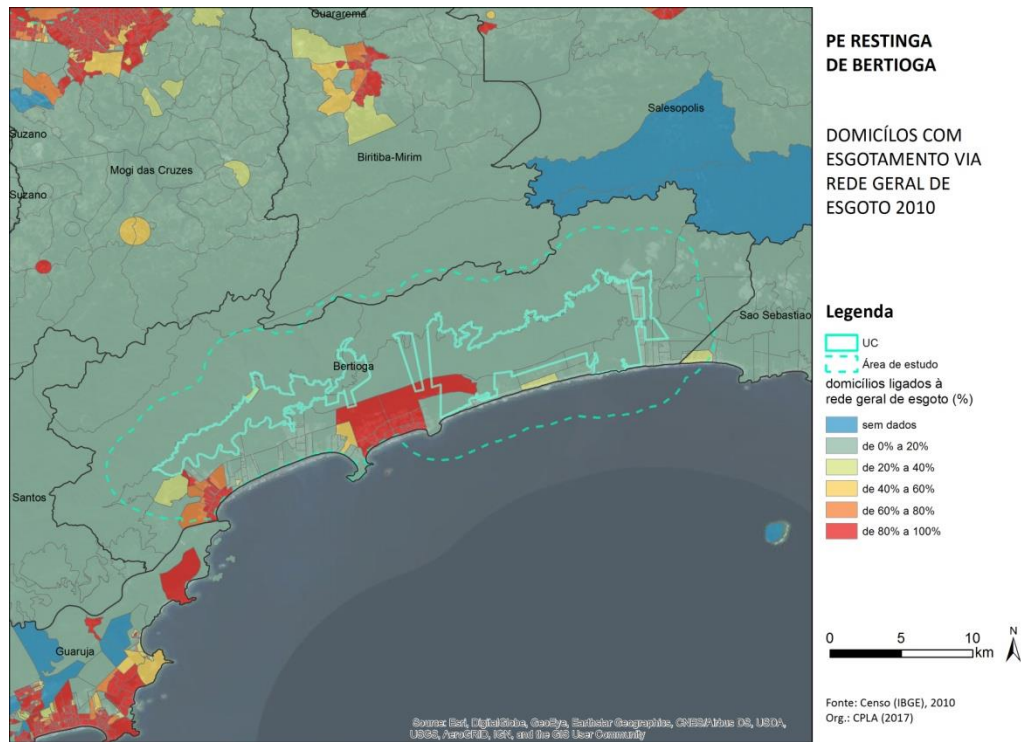 Guararema
Salesopolis
Suzano
Mogi das Cruzes
Biritiba-Mirim
Suzano
Sao Sebastiao
Bertioga
Santos
Guaruja
Source: Esri, DigitalGlobe, GeoEye, Earthstar Geographics, CNES/Airbus DS, USDA,
USGS, AeroGRID, IGN, and the GIS User Community
PE RESTINGA
DE BERTIOGA
DOMICÍLOS COM
ESGOTAMENTO VIA
REDE GERAL DE
ESGOTO 2010
Legenda
UC
Área de estudo
domicílios ligados à
rede geral de esgoto (%)
sem dados
de 0% a 20%
de 20% a 40%
de 40% a 60%
de 60% a 80%
de 80% a 100%
0 5 10
km
N
Fonte: Censo (IBGE), 2010
Org.: CPLA (2017)